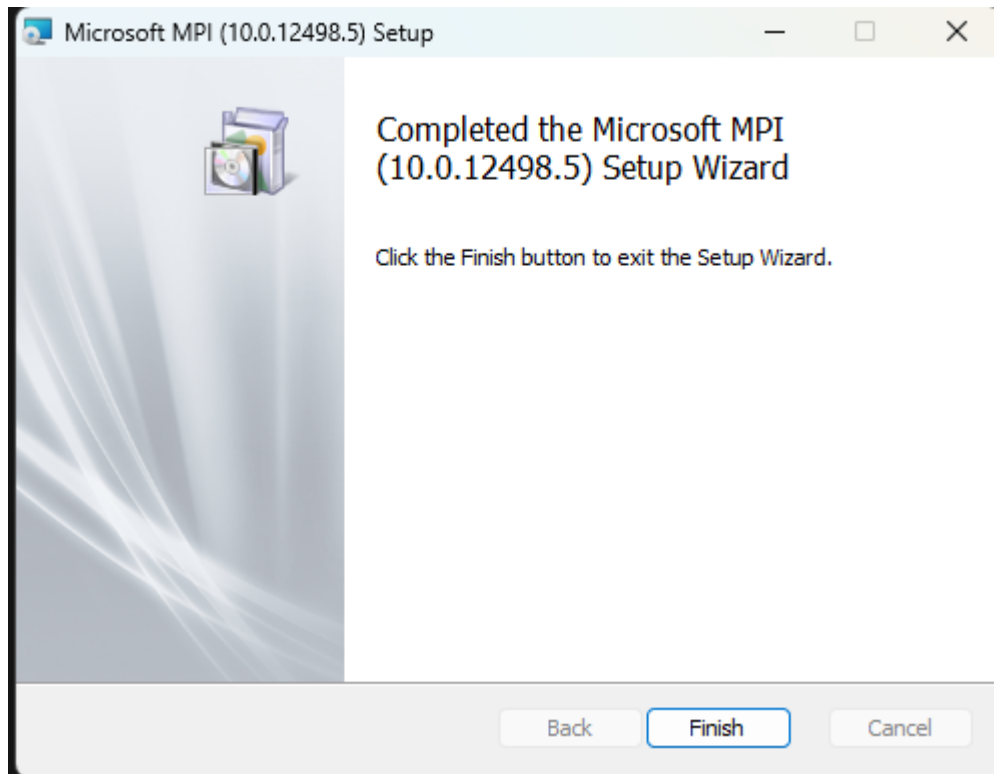 Microsoft MPI (10.0.12498.5) Setup
Completed the Microsoft MPI
(10.0.12498.5) Setup Wizard
Click the Finish button to exit the Setup Wizard.
Back Finish Cancel